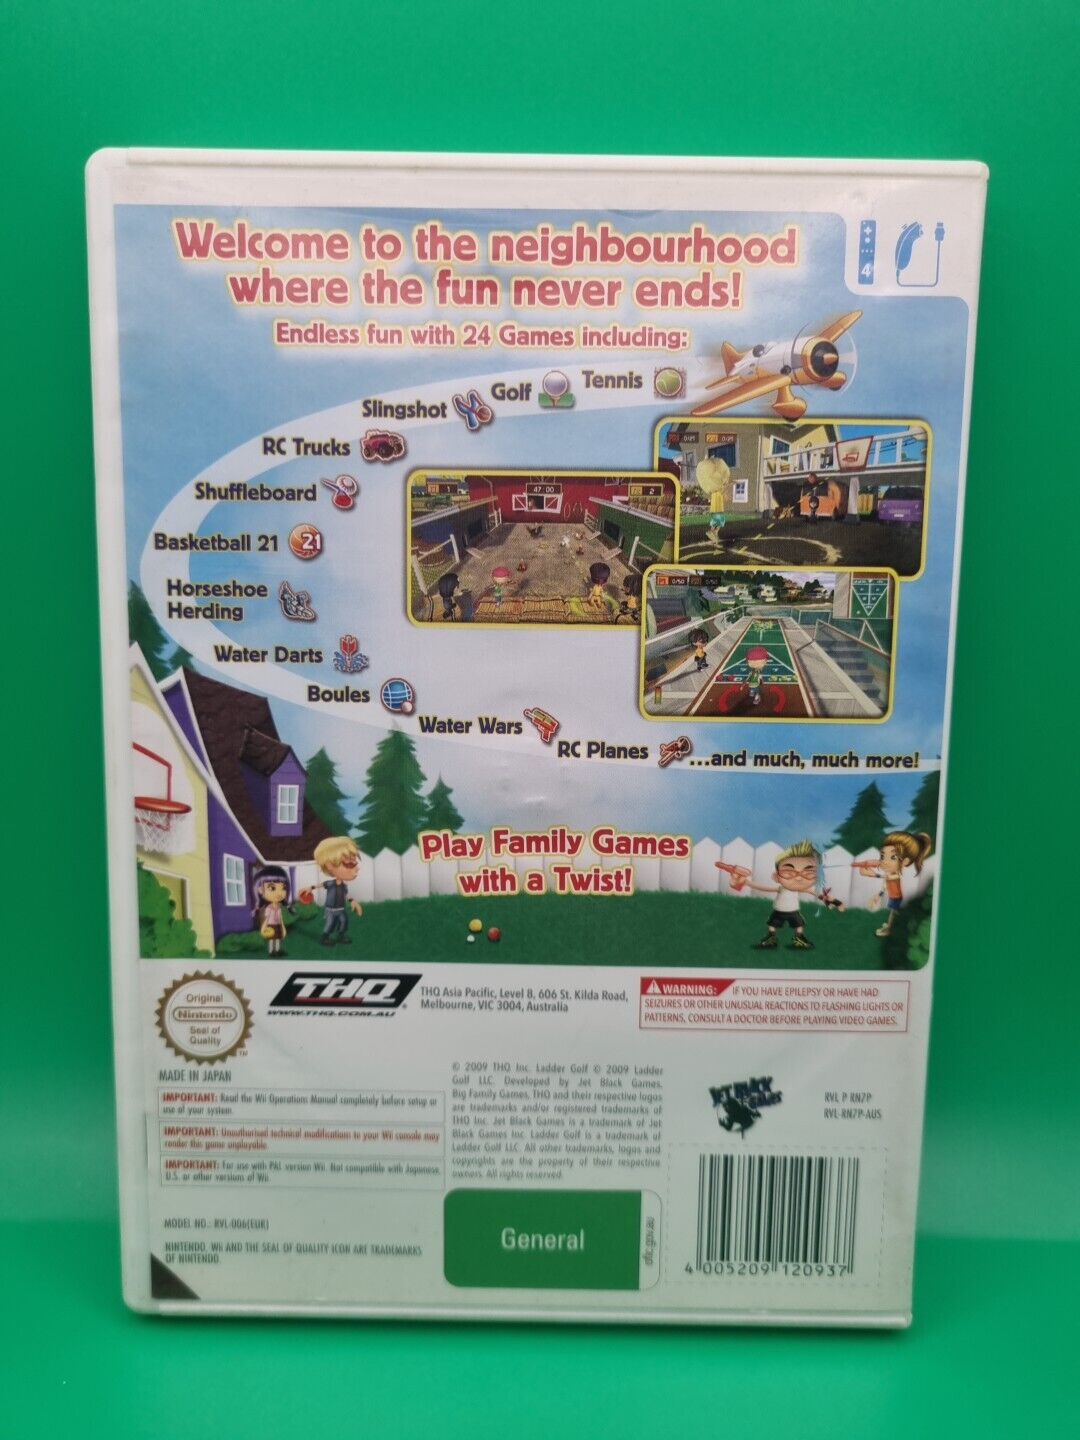 Welcome to the neighbourhood
where the fun never ends!
Endless fun with 24 Games including:
4
Tennis
Golf
Slingshot
RC Trucks
Shuffleboard
Basketball 21
21
Horseshoe
Herding
Water Darts
Boules
Water Wars
RC Planes
...and much, much more!
47:00
2
Play Family Games
with a Twist!
Original
Nintendo
Seal of
Quality
TM
THQ
WWW.THQ.COM.AU
THQ Asia Pacific, Level 8, 606 St. Kilda Road,
Melbourne, VIC 3004, Australia
WARNING: IF YOU HAVE EPILEPSY OR HAVE HAD
SEIZURES OR OTHER UNUSUAL REACTIONS TO FLASHING LIGHTS OR
PATTERNS, CONSULT A DOCTOR BEFORE PLAYING VIDEO GAMES.
MADE IN JAPAN
IMPORTANT: Read the Wii Operations Manual completely before setup or
use of your system.
IMPORTANT: Unauthorised technical modifications to your Wii console may
render this game unplayable.
IMPORTANT: For use with PAL version Wii. Not compatible with Japanese,
U.S. or other versions of Wii.
MODEL NO.: RVL-006(EUR)
NINTENDO, Wii AND THE SEAL OF QUALITY ICON ARE TRADEMARKS
OF NINTENDO.
© 2009 THQ Inc. Ladder Golf © 2009 Ladder
Golf LLC. Developed by Jet Black Games.
Big Family Games, THQ and their respective logos
are trademarks and/or registered trademarks of
THQ Inc. Jet Black Games is a trademark of Jet
Black Games Inc. Ladder Golf is a trademark of
Ladder Golf LLC. All other trademarks, logos and
copyrights are the property of their respective
owners. All rights reserved.
JET BLACK
Games
RVL P RN7P
RVL-RN7P-AUS
General
4 005209 120937